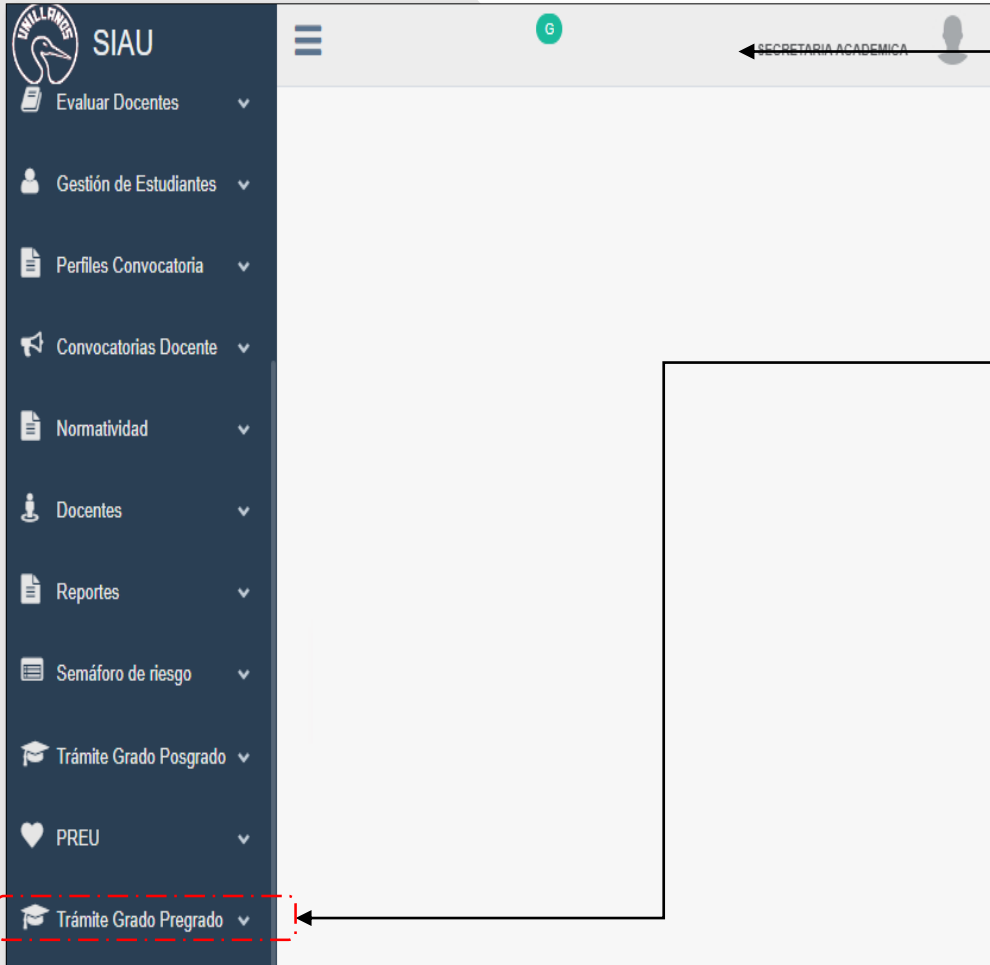 UNILLANOS
SIAU
G
SECRETARIA ACADEMICA
Evaluar Docentes
Gestión de Estudiantes
Perfiles Convocatoria
Convocatorias Docente
Normatividad
Docentes
Reportes
Semáforo de riesgo
Trámite Grado Posgrado
PREU
Trámite Grado Pregrado